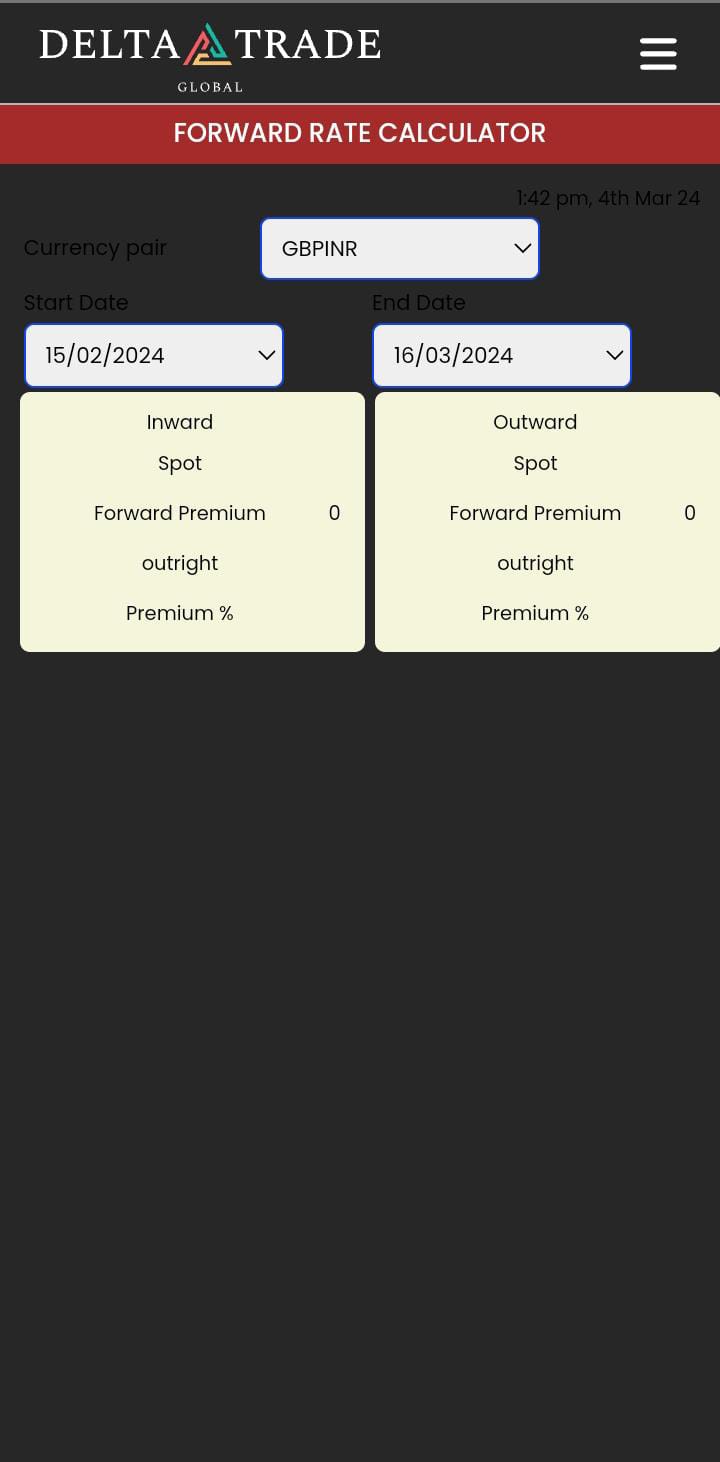 DELTA TRADE
GLOBAL
FORWARD RATE CALCULATOR
1:42 pm, 4th Mar 24
Currency pair GBPINR
Start Date End Date
15/02/2024 16/03/2024
Inward Outward
Spot Spot
Forward Premium 0 Forward Premium 0
outright outright
Premium % Premium %